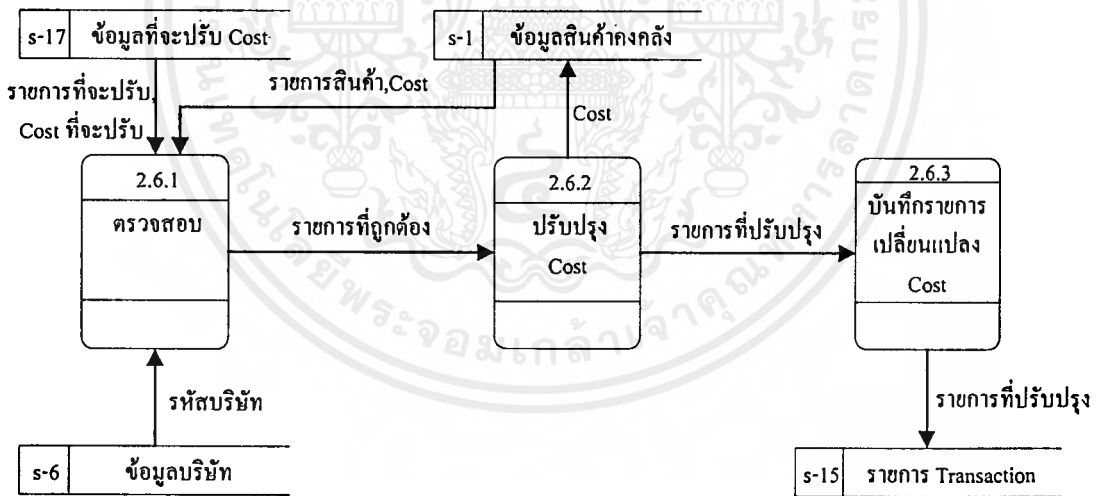 s-17 ข้อมูลที่จะปรับ Cost
s-1 ข้อมูลสินค้าคงคลัง
รายการที่จะปรับ,
Cost ที่จะปรับ
รายการสินค้า,Cost
Cost
2.6.1
ตรวจสอบ
รายการที่ถูกต้อง
2.6.2
ปรับปรุง
Cost
รายการที่ปรับปรุง
2.6.3
บันทึกรายการ
เปลี่ยนแปลง
Cost
รหัสบริษัท
รายการที่ปรับปรุง
s-6 ข้อมูลบริษัท
s-15 รายการ Transaction